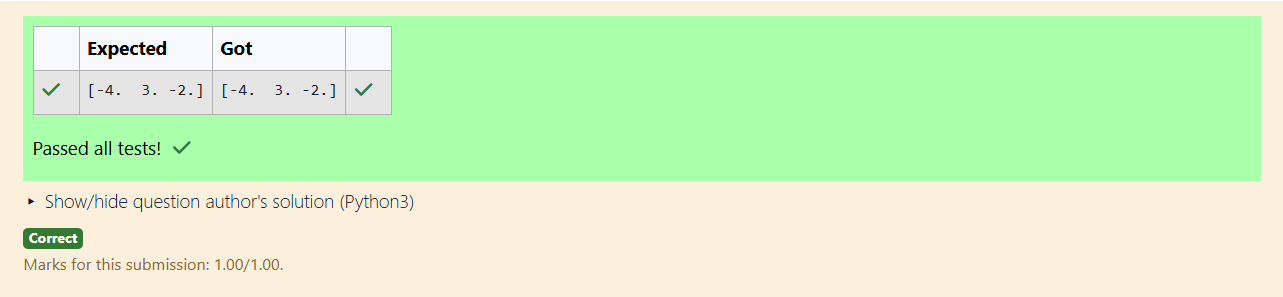 Expected Got
[-4.  3. -2.] [-4.  3. -2.]
Passed all tests!
Show/hide question author's solution (Python3)
Correct
Marks for this submission: 1.00/1.00.